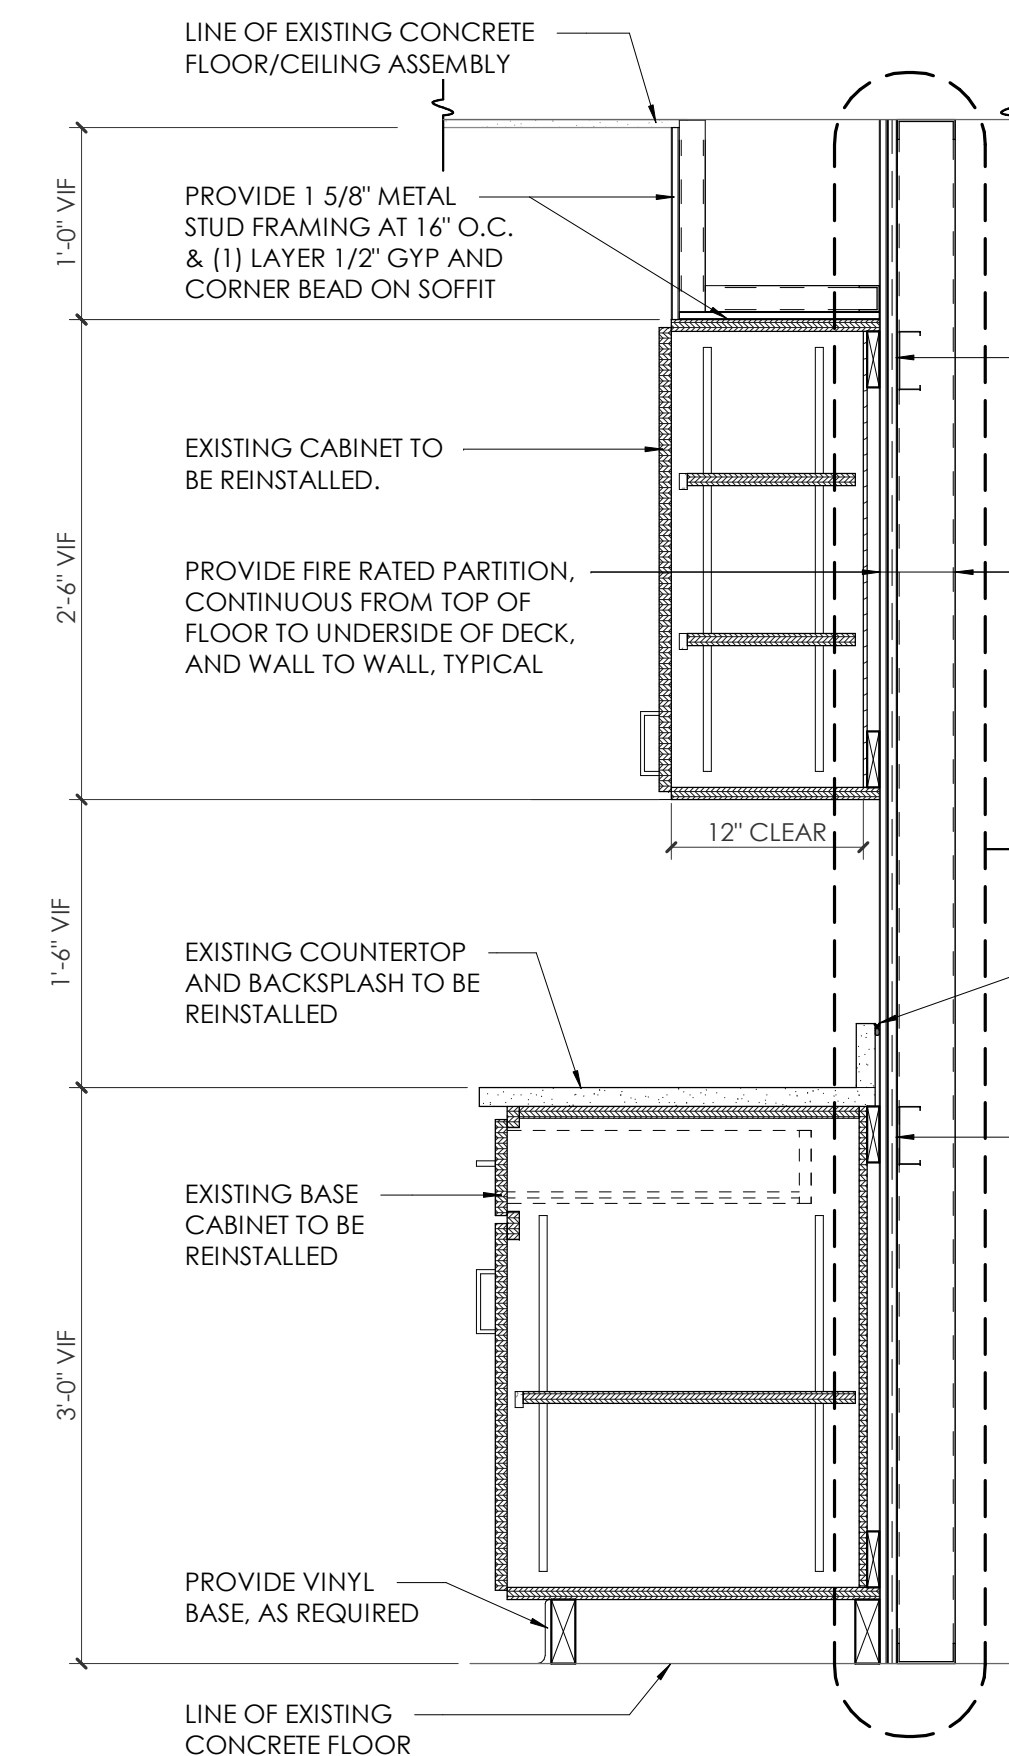 LINE OF EXISTING CONCRETE
FLOOR/CEILING ASSEMBLY
1'-0" VIF
PROVIDE 1 5/8" METAL
STUD FRAMING AT 16" O.C.
& (1) LAYER 1/2" GYP AND
CORNER BEAD ON SOFFIT
EXISTING CABINET TO
BE REINSTALLED.
2'-6" VIF
PROVIDE FIRE RATED PARTITION,
CONTINUOUS FROM TOP OF
FLOOR TO UNDERSIDE OF DECK,
AND WALL TO WALL, TYPICAL
12" CLEAR
1'-6" VIF
EXISTING COUNTERTOP
AND BACKSPLASH TO BE
REINSTALLED
EXISTING BASE
CABINET TO BE
REINSTALLED
3'-0" VIF
PROVIDE VINYL
BASE, AS REQUIRED
LINE OF EXISTING
CONCRETE FLOOR